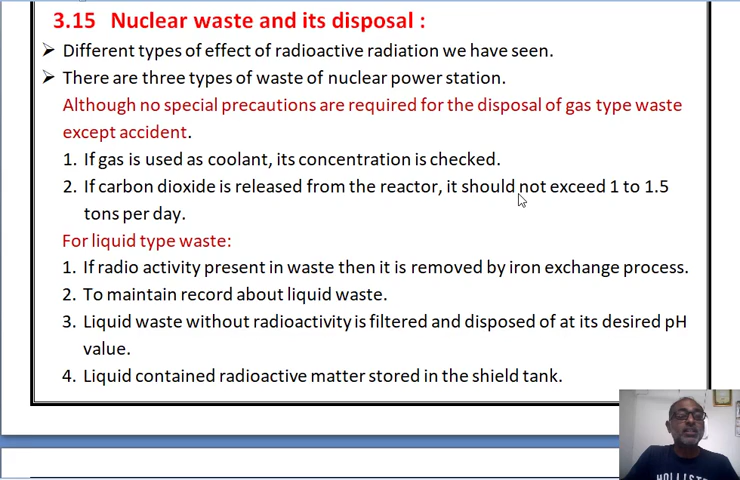 3.15 Nuclear waste and its disposal :
➢ Different types of effect of radioactive radiation we have seen.
➢ There are three types of waste of nuclear power station.
Although no special precautions are required for the disposal of gas type waste
except accident.
1. If gas is used as coolant, its concentration is checked.
2. If carbon dioxide is released from the reactor, it should not exceed 1 to 1.5
tons per day.
For liquid type waste:
1. If radio activity present in waste then it is removed by iron exchange process.
2. To maintain record about liquid waste.
3. Liquid waste without radioactivity is filtered and disposed of at its desired pH
value.
4. Liquid contained radioactive matter stored in the shield tank.